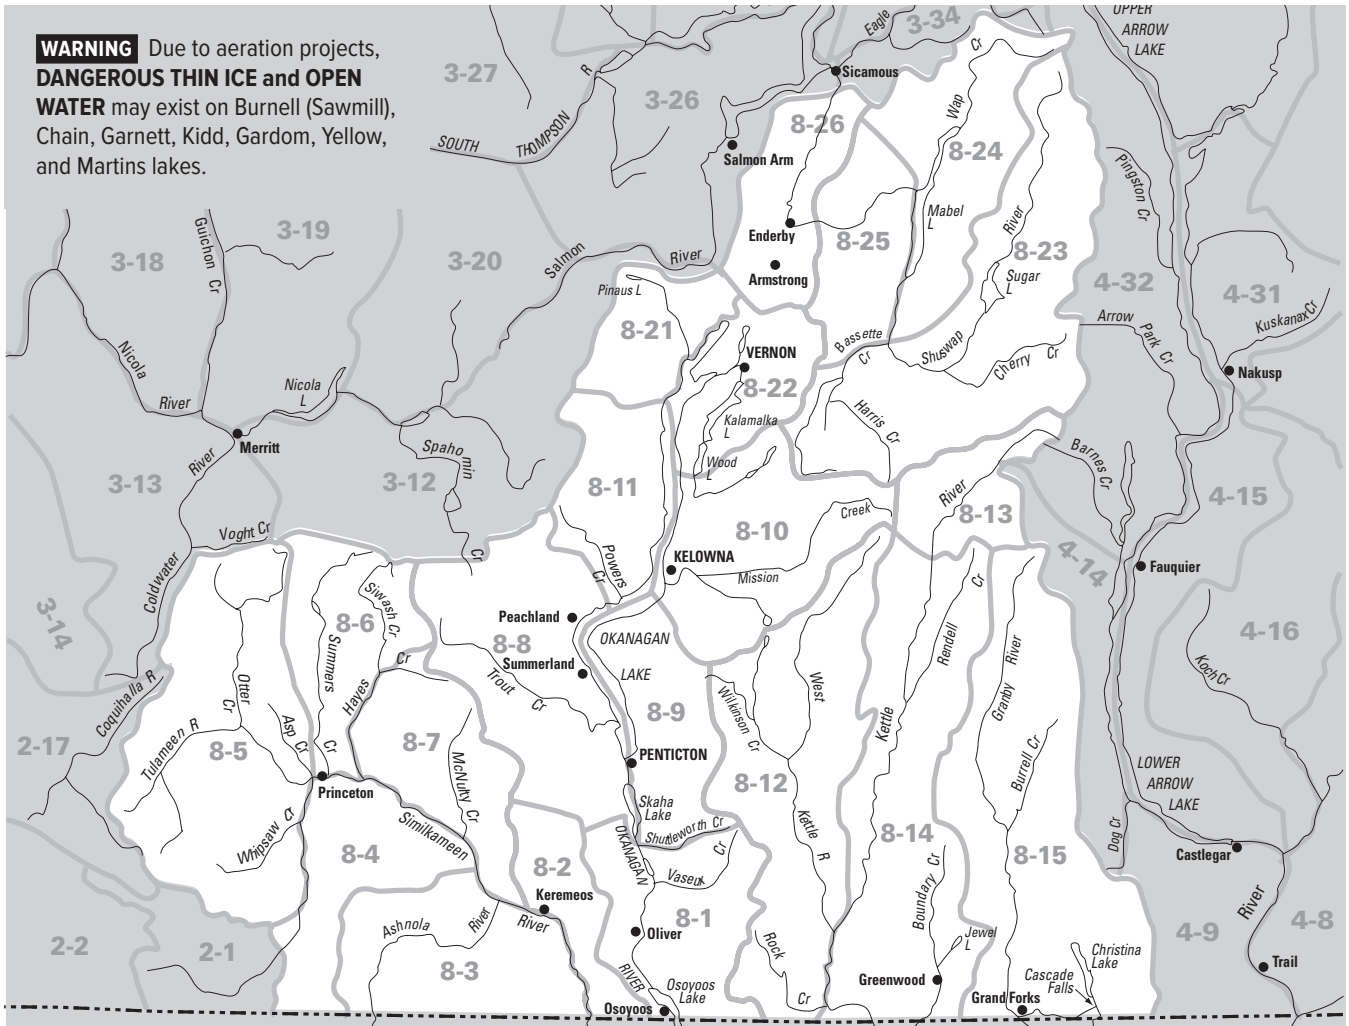 WARNING Due to aeration projects,
DANGEROUS THIN ICE and OPEN
WATER may exist on Burnell (Sawmill),
Chain, Garnett, Kidd, Gardom, Yellow,
and Martins lakes.
UPPER
ARROW
LAKE
Eagle
3-34
3-27
R
Sicamous
Cr
3-26
8-26
Wap
SOUTH
THOMPSON
Salmon Arm
8-24
Pingston Cr
Guichon Cr
3-19
Mabel
L
River
Enderby
8-25
8-23
3-18
3-20
Salmon
River
Armstrong
Sugar
L
4-32
4-31
Pinaus L
Kuskanax Cr
Arrow
Park Cr
8-21
Bassette
Cr
Shuswap
Cherry Cr
Nicola
River
Nicola
L
VERNON
8-22
Nakusp
Kalamalka
L
Harris Cr
Merritt
Spahomin
Cr
Barnes Cr
River
Wood
L
3-13
3-12
8-11
River
4-15
8-10
Creek
8-13
Voght Cr
Coldwater
KELOWNA
Mission
4-14
Fauquier
Powers
Cr
3-14
Siwash Cr
8-6
Peachland
4-16
8-8
OKANAGAN
LAKE
Summers
Cr
Cr
Summerland
Rendell
Cr
Granby River
Koch Cr
Hayes
Trout Cr
West
Otter
Cr
Coquihalla R
Wilkinson Cr
8-9
Asp Cr
Kettle
2-17
Tulameen R
8-5
8-7
McNulty Cr
PENTICTON
Burrell Cr
LOWER
ARROW
LAKE
8-12
Princeton
Skaha
Lake
Whipsaw Cr
Similkameen
Shuttleworth Cr
Kettle R
8-14
Dog Cr
8-4
8-2
OKANAGAN
Cr
Vaseux
8-15
Castlegar
Keremeos
Boundary Cr
River
Ashnola
River
River
8-1
2-2
2-1
8-3
Oliver
Rock
Cr
Jewel
L
Christina
Lake
4-9
4-8
Trail
RIVER
Osoyoos
Lake
Greenwood
Cascade
Falls
Osoyoos
Grand Forks